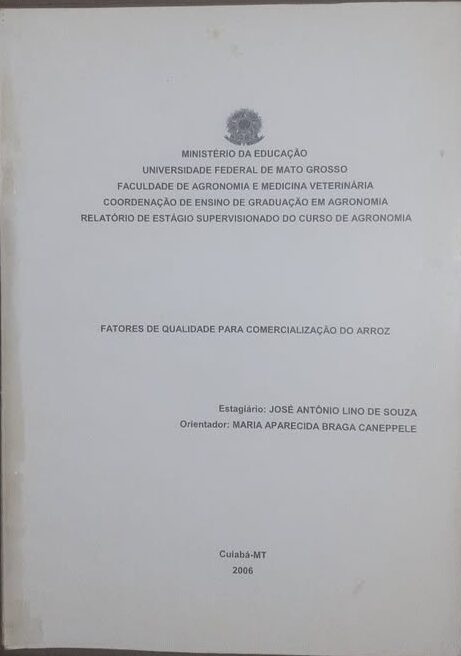 MINISTÉRIO DA EDUCAÇÃO
UNIVERSIDADE FEDERAL DE MATO GROSSO
FACULDADE DE AGRONOMIA E MEDICINA VETERINÁRIA
COORDENAÇÃO DE ENSINO DE GRADUAÇÃO EM AGRONOMIA
RELATÓRIO DE ESTÁGIO SUPERVISIONADO DO CURSO DE AGRONOMIA
FATORES DE QUALIDADE PARA COMERCIALIZAÇÃO DO ARROZ
Estagiário: JOSÉ ANTÔNIO LINO DE SOUZA
Orientador: MARIA APARECIDA BRAGA CANEPPELE
Cuiabá-MT
2006